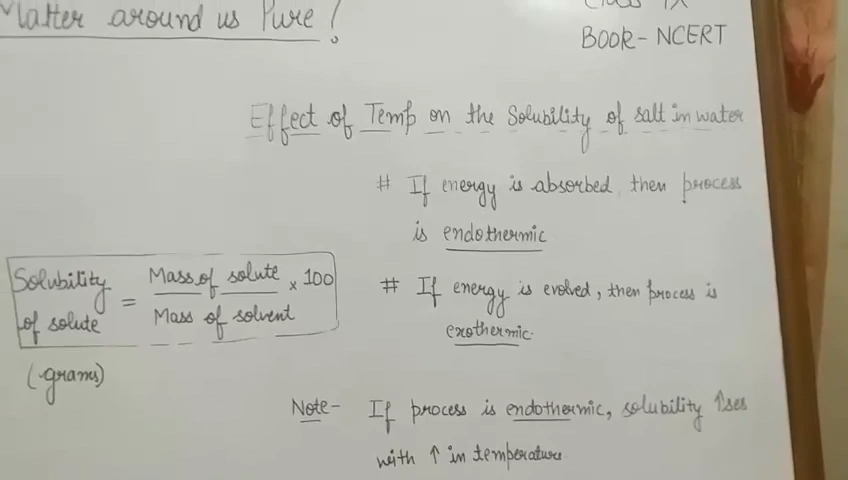 Matter around us Pure!
Class IX
BOOK - NCERT
Effect of Temp on the Solubility of salt in water
# If energy is absorbed, then process
is endothermic
# If energy is evolved, then process is
exothermic.
Solubility of solute = Mass of solute / Mass of solvent × 100
(grams)
Note - If process is endothermic, solubility ↑ses
with ↑ in temperature